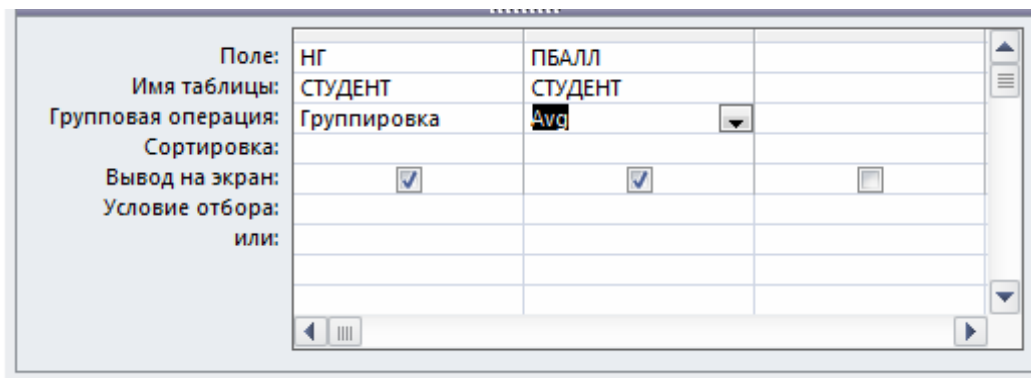 Поле: НГ ПБАЛЛ
Имя таблицы: СТУДЕНТ СТУДЕНТ
Групповая операция: Группировка Avg
Сортировка:
Вывод на экран:
Условие отбора:
или: